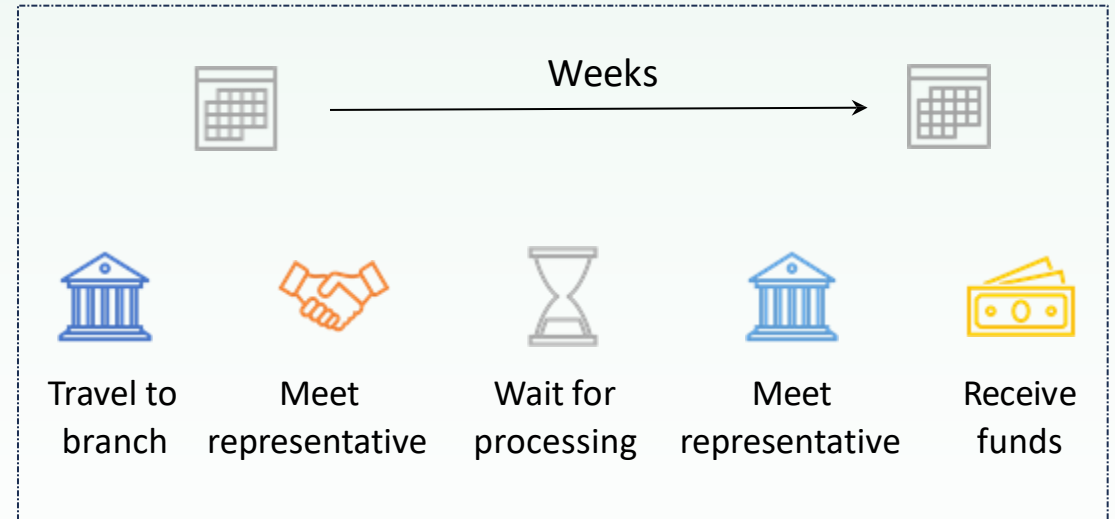 Weeks
Travel to
branch
Meet
representative
Wait for
processing
Meet
representative
Receive
funds